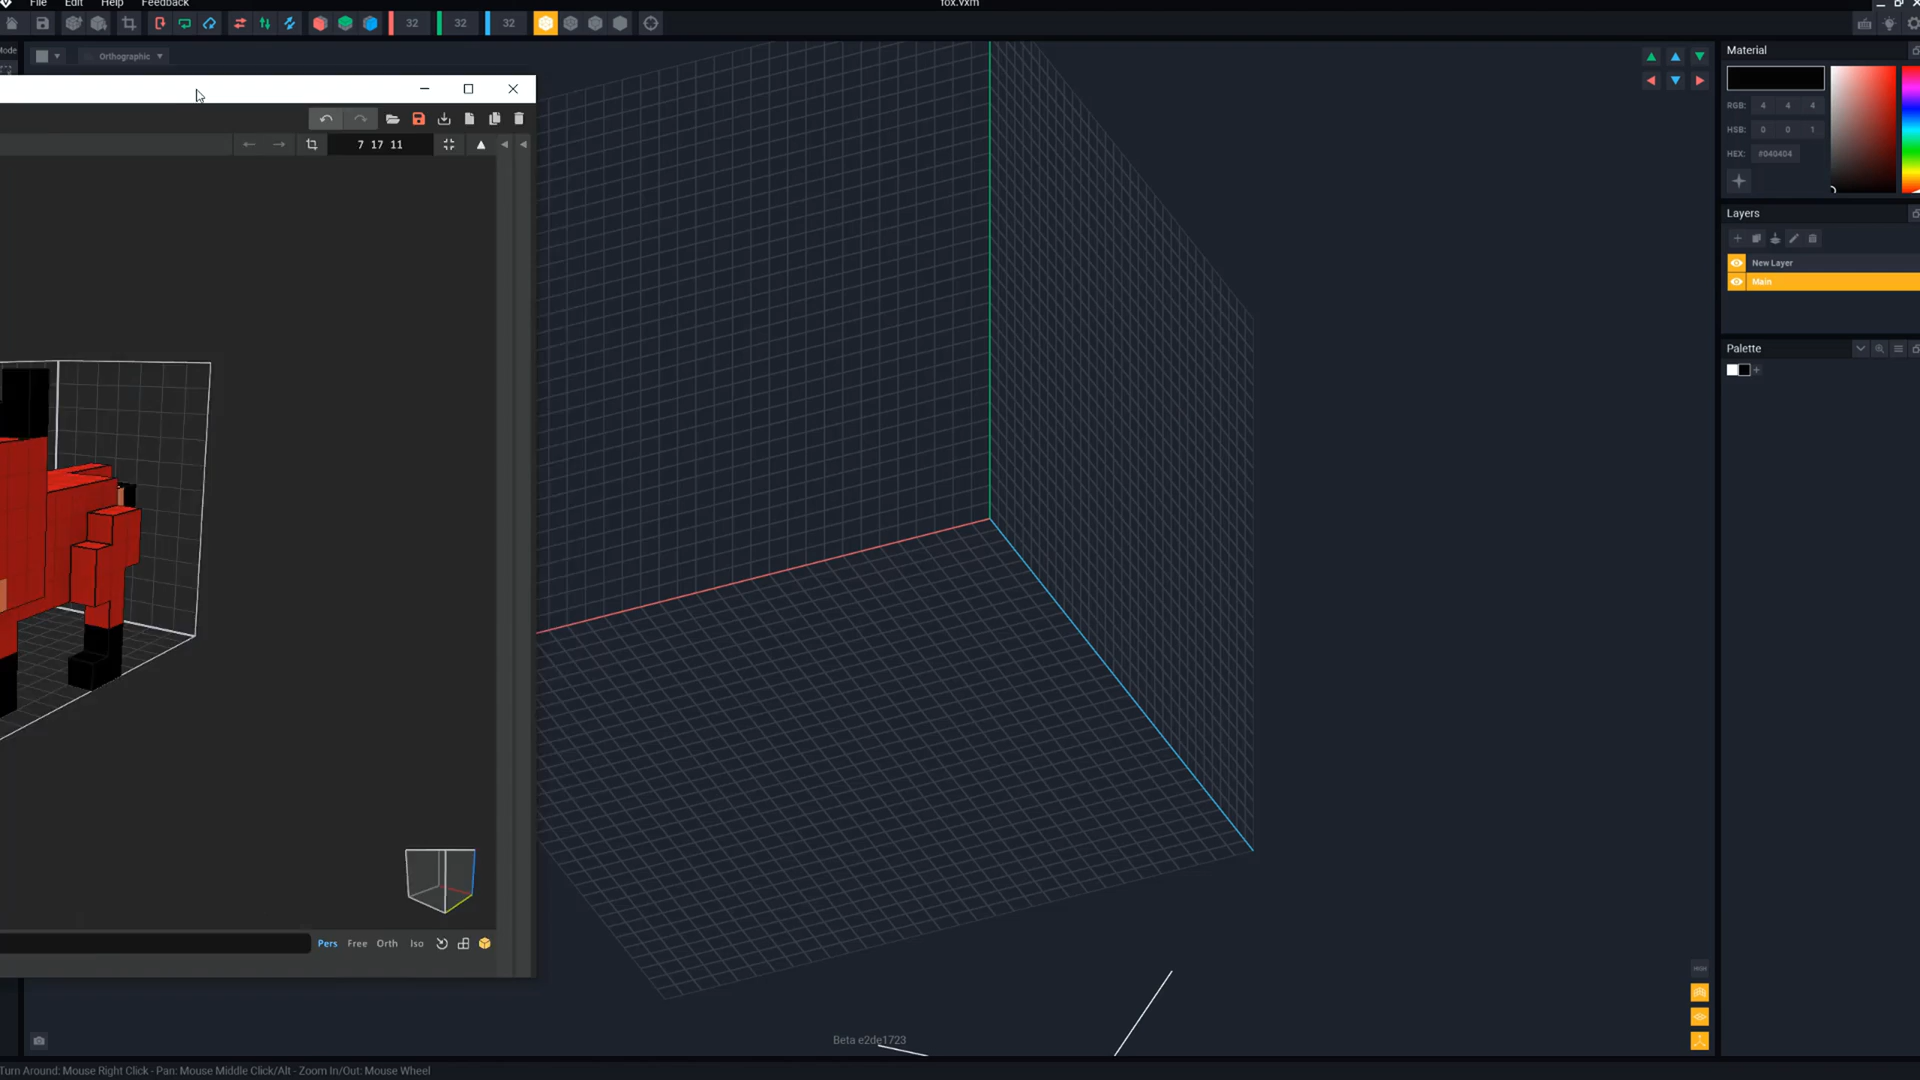 File Edit Help Feedback
fox.vxm
32 32 32
Mode
Orthographic
7 17 11
Pers Free Orth Iso
Material
RGB: 4 4 4
HSB: 0 0 1
HEX: #040404
Layers
New Layer
Main
Palette
HIGH
Beta e2de1723
Turn Around: Mouse Right Click - Pan: Mouse Middle Click/Alt - Zoom In/Out: Mouse Wheel